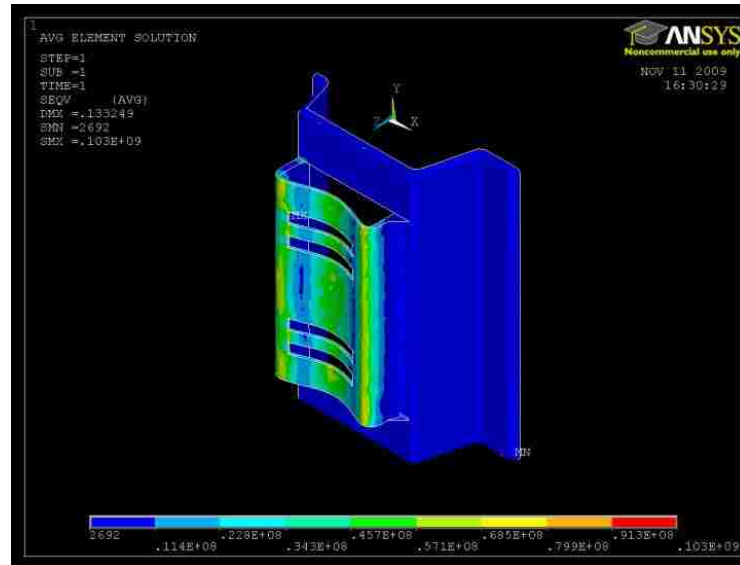 1
AVG ELEMENT SOLUTION
STEP=1
SUB =1
TIME=1
SEQV (AVG)
DMX =.133249
SMN =2692
SMX =.103E+09
ANSYS
Noncommercial use only
NOV 11 2009
16:30:29
Y
Z X
MX
MN
2692 .228E+08 .457E+08 .685E+08 .913E+08
.114E+08 .343E+08 .571E+08 .799E+08 .103E+09